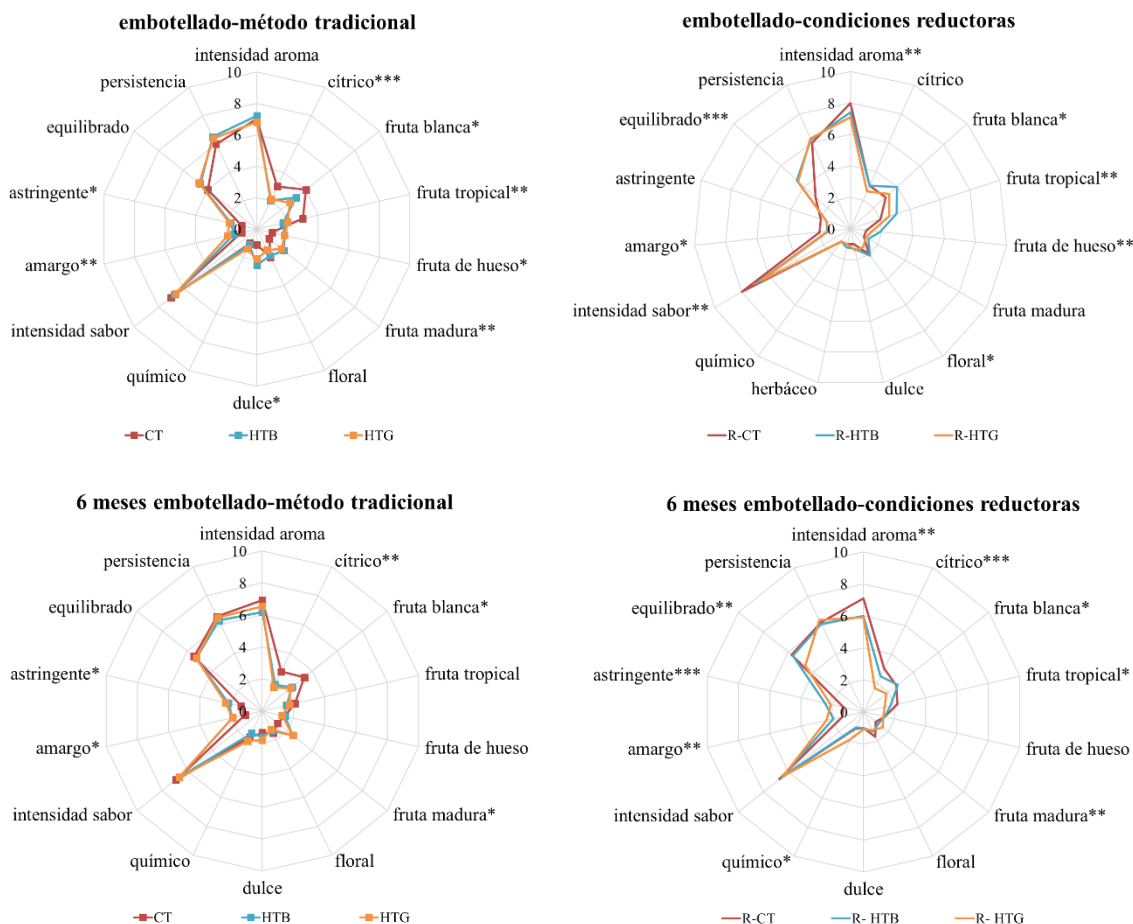 embotellado-método tradicional
intensidad aroma
cítrico***
fruta blanca*
fruta tropical**
fruta de hueso*
fruta madura**
floral
dulce*
químico
intensidad sabor
amargo**
astringente*
equilibrado
persistencia
10
8
6
4
2
0
CT HTB HTG
embotellado-condiciones reductoras
intensidad aroma**
cítrico
fruta blanca*
fruta tropical**
fruta de hueso**
fruta madura
floral*
dulce
herbáceo
químico
intensidad sabor**
amargo*
astringente
equilibrado***
persistencia
10
8
6
4
2
0
R-CT R-HTB R-HTG
6 meses embotellado-método tradicional
intensidad aroma
cítrico**
fruta blanca*
fruta tropical
fruta de hueso
fruta madura*
floral
dulce
químico
intensidad sabor
amargo*
astringente*
equilibrado
persistencia
10
8
6
4
2
0
CT HTB HTG
6 meses embotellado-condiciones reductoras
intensidad aroma**
cítrico***
fruta blanca*
fruta tropical*
fruta de hueso
fruta madura**
floral
dulce
químico*
intensidad sabor
amargo**
astringente***
equilibrado**
persistencia
10
8
6
4
2
0
R-CT R- HTB R- HTG